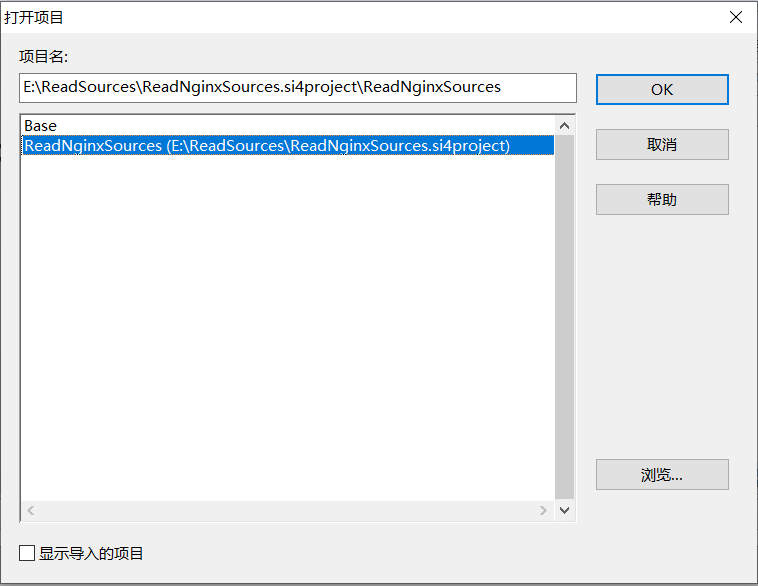 打开项目
项目名:
E:\ReadSources\ReadNginxSources.si4project\ReadNginxSources
OK
Base
ReadNginxSources (E:\ReadSources\ReadNginxSources.si4project)
取消
帮助
浏览...
显示导入的项目